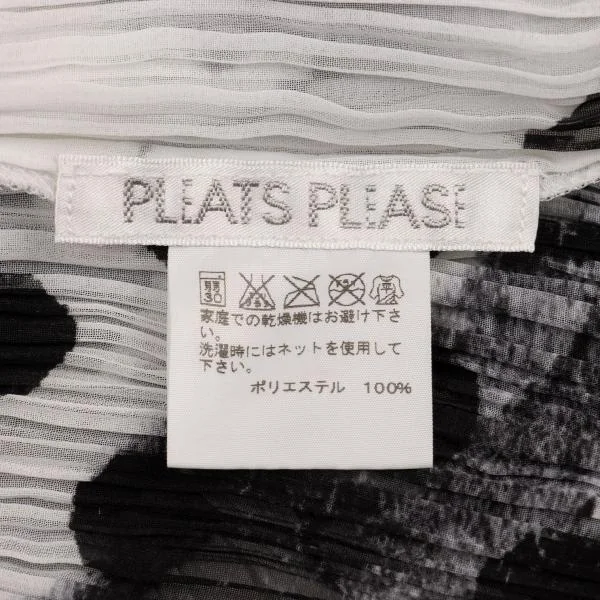 PLEATS PLEASE
家庭での乾燥機はお避け下さ
い。
洗濯時にはネットを使用して
下さい。
ポリエステル 100%